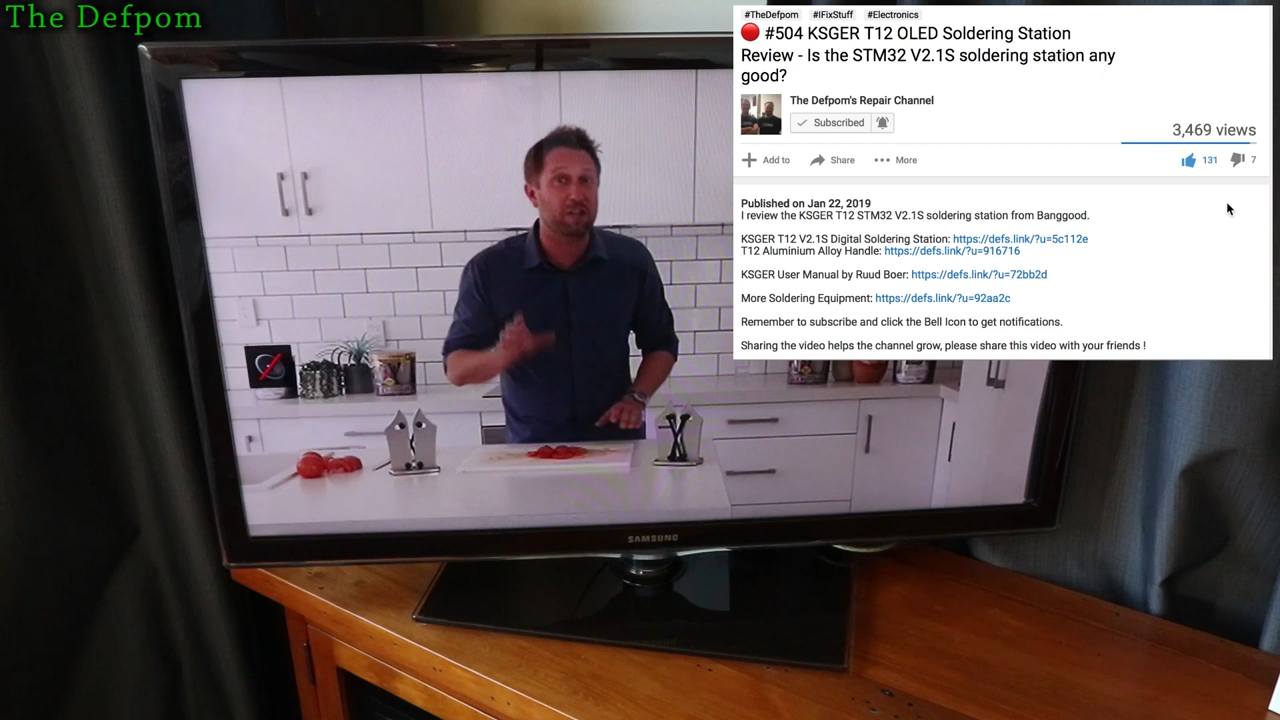 The Defpom
#TheDefpom #IFixStuff #Electronics
#504 KSGER T12 OLED Soldering Station
Review - Is the STM32 V2.1S soldering station any
good?
The Defpom's Repair Channel
Subscribed
3,469 views
Add to Share More 131 7
Published on Jan 22, 2019
I review the KSGER T12 STM32 V2.1S soldering station from Banggood.
KSGER T12 V2.1S Digital Soldering Station: https://defs.link/?u=5c112e
T12 Aluminium Alloy Handle: https://defs.link/?u=916716
KSGER User Manual by Ruud Boer: https://defs.link/?u=72bb2d
More Soldering Equipment: https://defs.link/?u=92aa2c
Remember to subscribe and click the Bell Icon to get notifications.
Sharing the video helps the channel grow, please share this video with your friends !
SAMSUNG